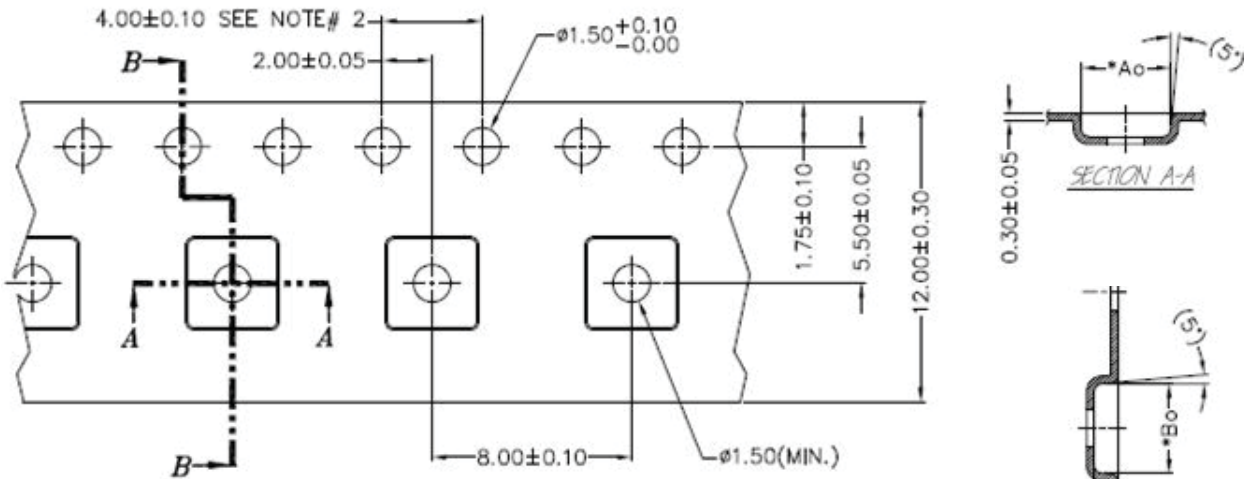 4.00±0.10 SEE NOTE# 2
ø1.50+0.10
-0.00
B
2.00±0.05
*Ao
(5°)
0.30±0.05
SECTION A-A
1.75±0.10
5.50±0.05
12.00±0.30
A
A
(5°)
*Bo
B
8.00±0.10
ø1.50(MIN.)